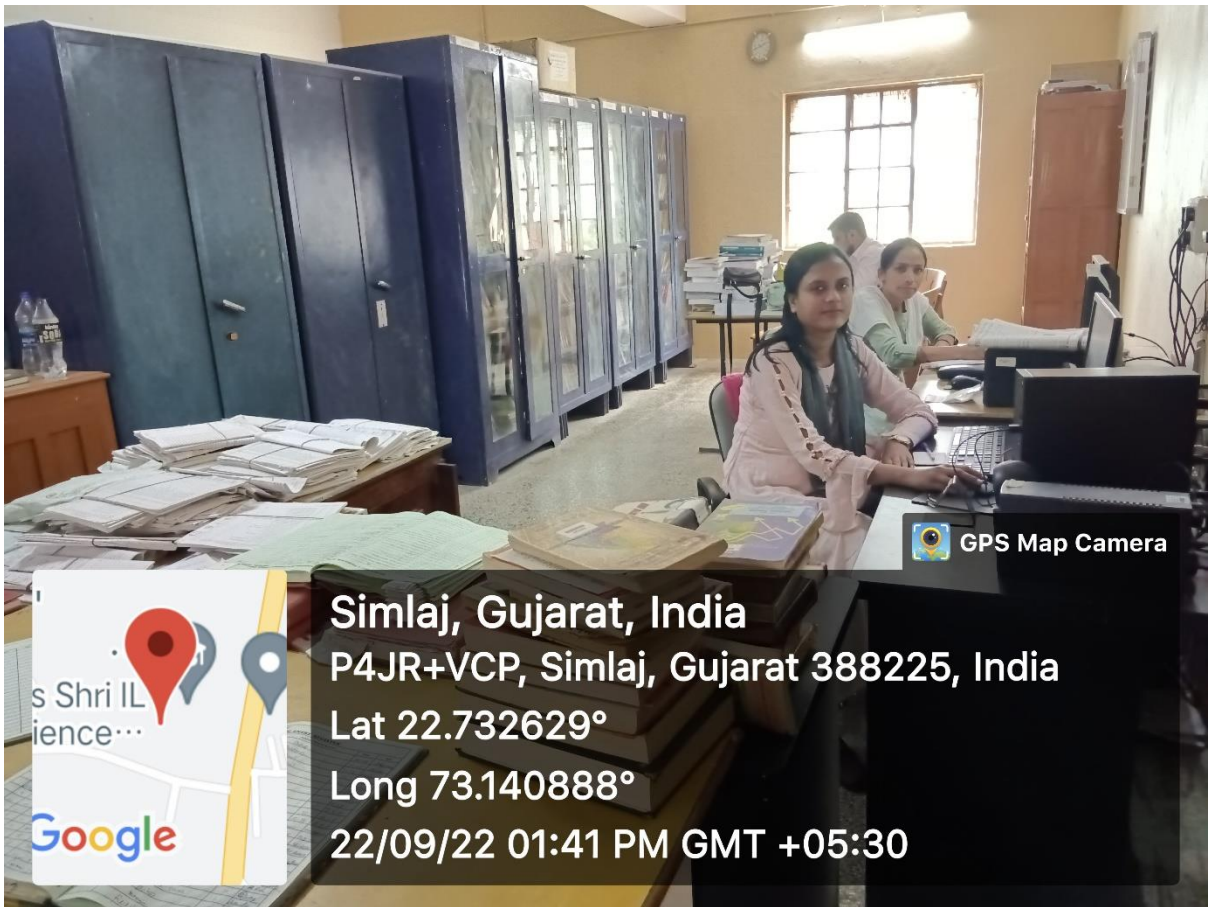 GPS Map Camera
Simlaj, Gujarat, India
P4JR+VCP, Simlaj, Gujarat 388225, India
Lat 22.732629°
Long 73.140888°
22/09/22 01:41 PM GMT +05:30
s Shri IL
ience...
Google